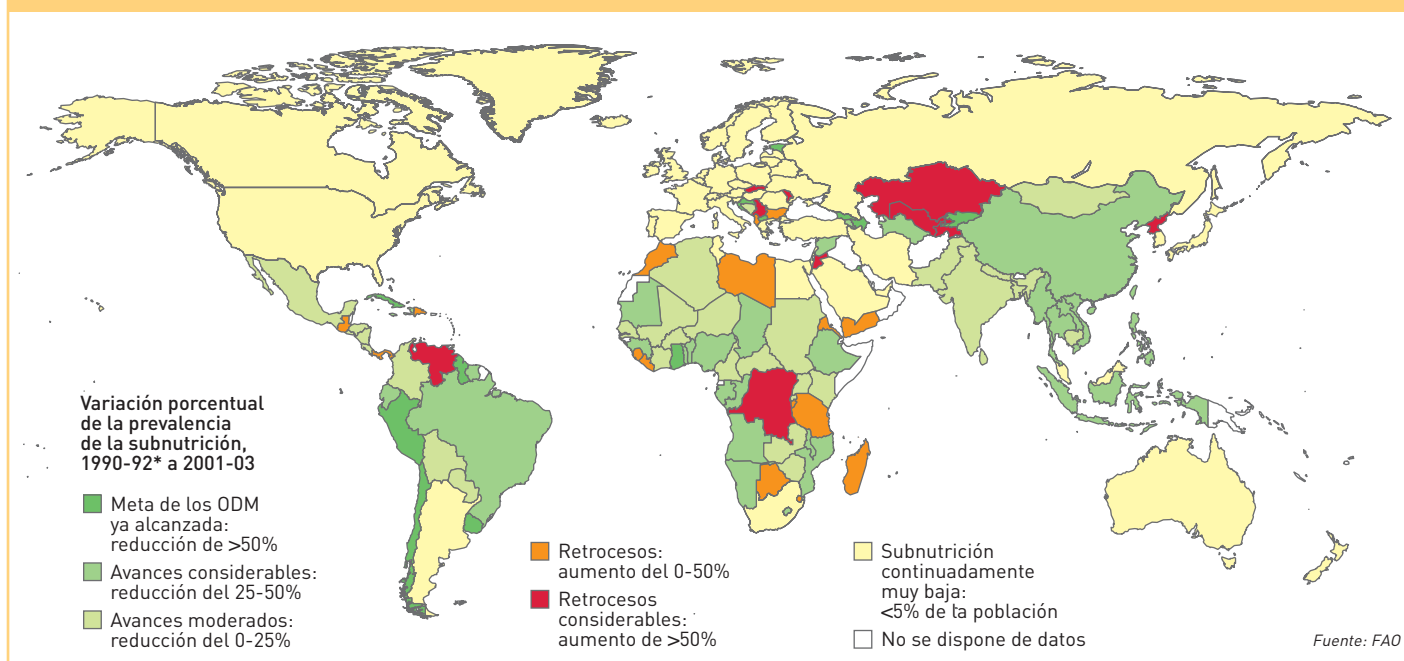 Variación porcentual
de la prevalencia
de la subnutrición,
1990-92* a 2001-03
Meta de los ODM
ya alcanzada:
reducción de >50%
Avances considerables:
reducción del 25-50%
Avances moderados:
reducción del 0-25%
Retrocesos:
aumento del 0-50%
Retrocesos
considerables:
aumento de >50%
Subnutrición
continuadamente
muy baja:
<5% de la población
No se dispone de datos
Fuente: FAO